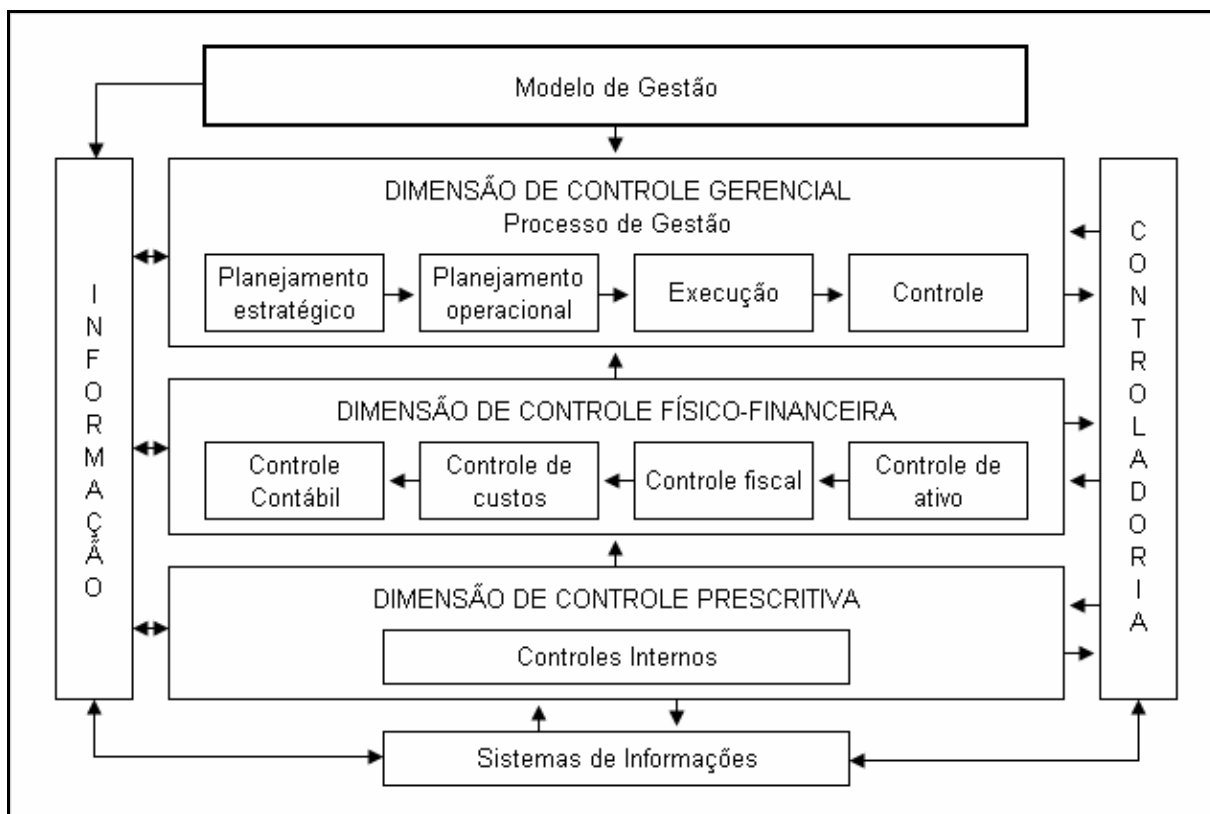 Modelo de Gestão
DIMENSÃO DE CONTROLE GERENCIAL
Processo de Gestão
Planejamento
estratégico
Planejamento
operacional
Execução
Controle
DIMENSÃO DE CONTROLE FÍSICO-FINANCEIRA
Controle
Contábil
Controle de
custos
Controle fiscal
Controle de
ativo
DIMENSÃO DE CONTROLE PRESCRITIVA
Controles Internos
Sistemas de Informações
INFORMAÇÃO
CONTROLADORIA